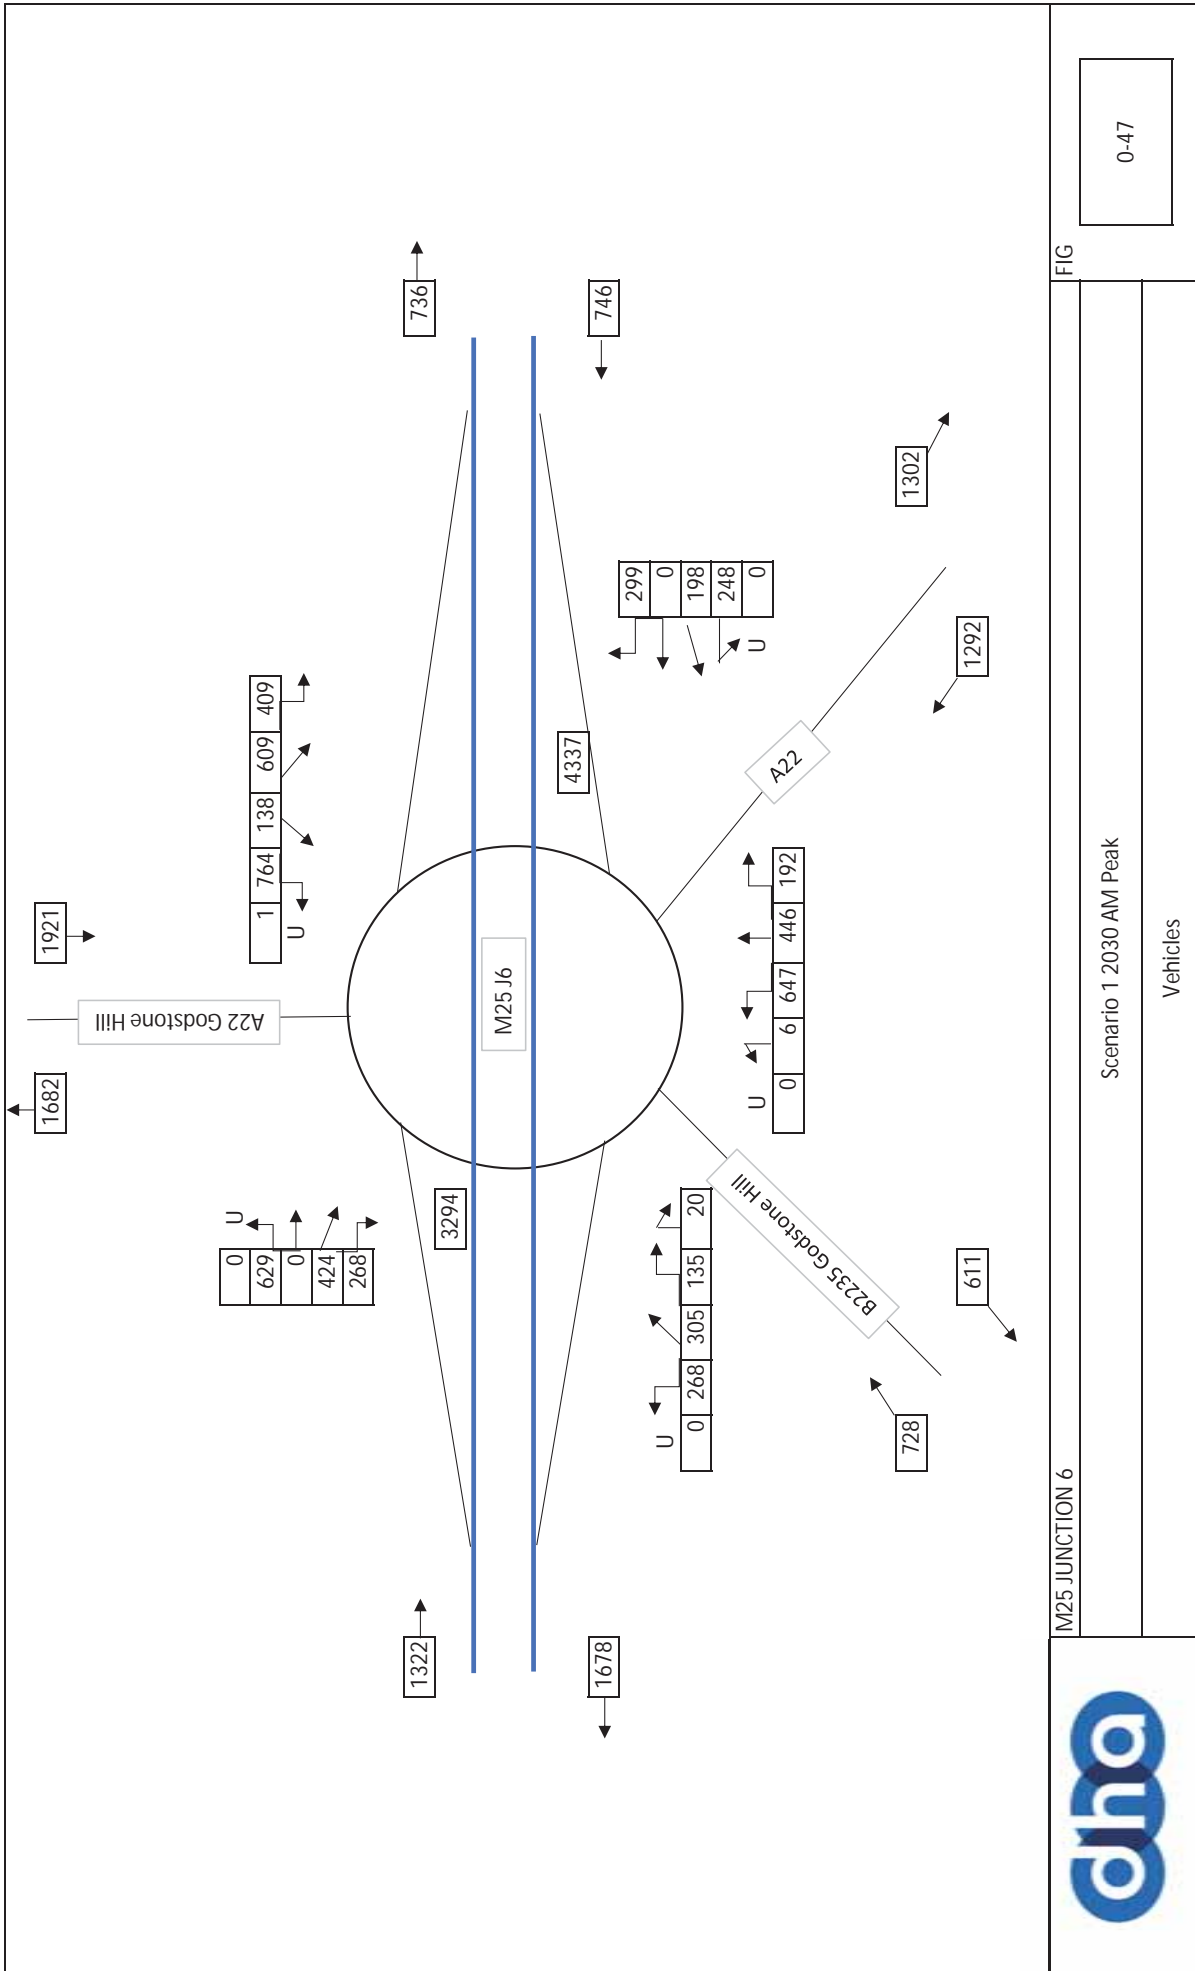 1682
1921
A22 Godstone Hill
1 764 138 609 409
U
U
0
629
0
424
268
1322
736
3294
M25 J6
4337
1678
746
299
0
198
248
0
U
U
0 268 305 135 20
U
0 6 647 446 192
B2235 Godstone Hill
A22
728
611
1292
1302
dha
M25 JUNCTION 6
Scenario 1 2030 AM Peak
Vehicles
FIG
0-47